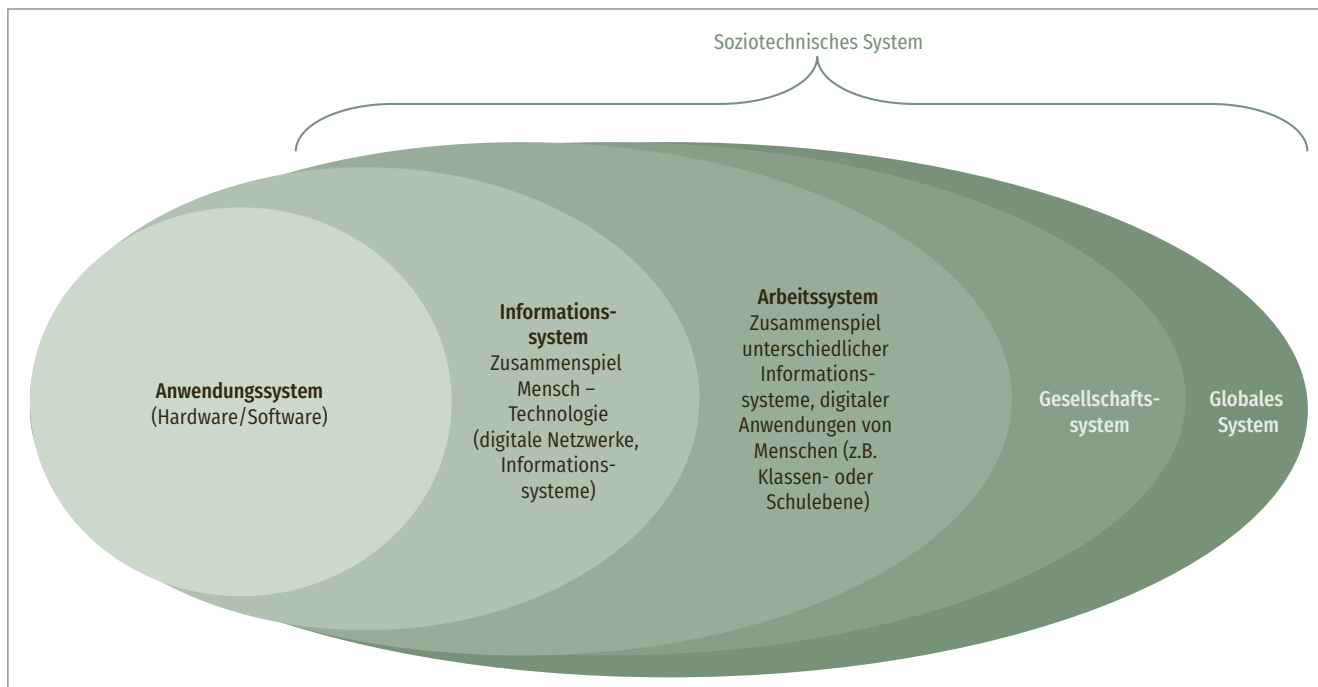 Soziotechnisches System
Anwendungssystem
(Hardware/Software)
Informations-
system
Zusammenspiel
Mensch –
Technologie
(digitale Netzwerke,
Informations-
systeme)
Arbeitssystem
Zusammenspiel
unterschiedlicher
Informations-
systeme, digitaler
Anwendungen von
Menschen (z.B.
Klassen- oder
Schulebene)
Gesellschafts-
system
Globales
System